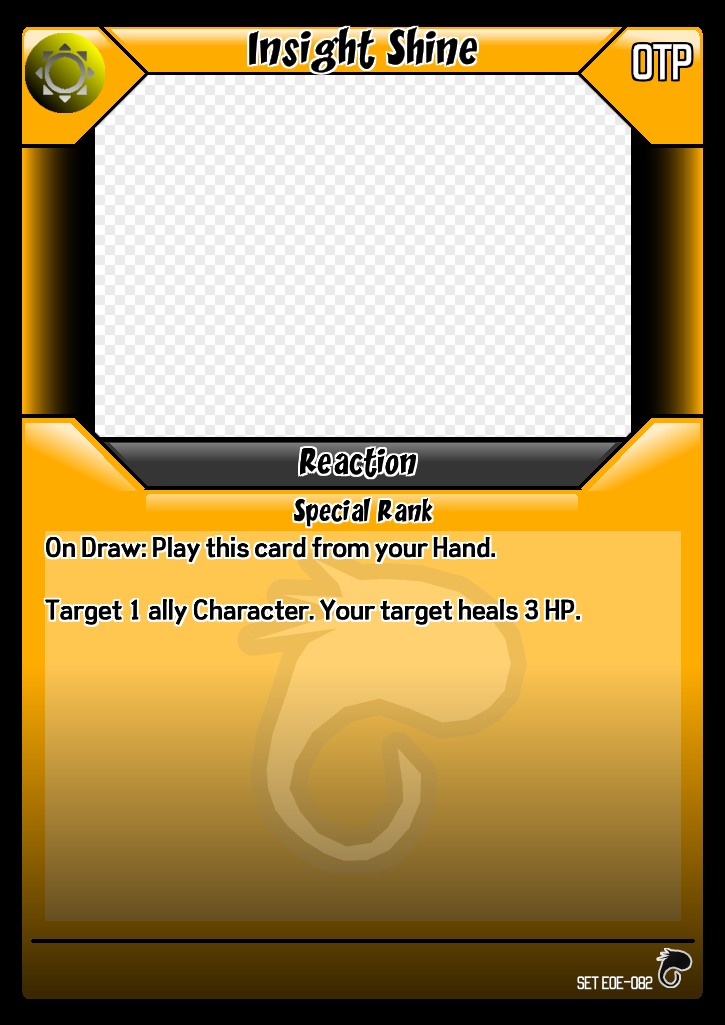 Insight Shine
OTP
Reaction
Special Rank
On Draw: Play this card from your Hand.
Target 1 ally Character. Your target heals 3 HP.
SET EOE-082